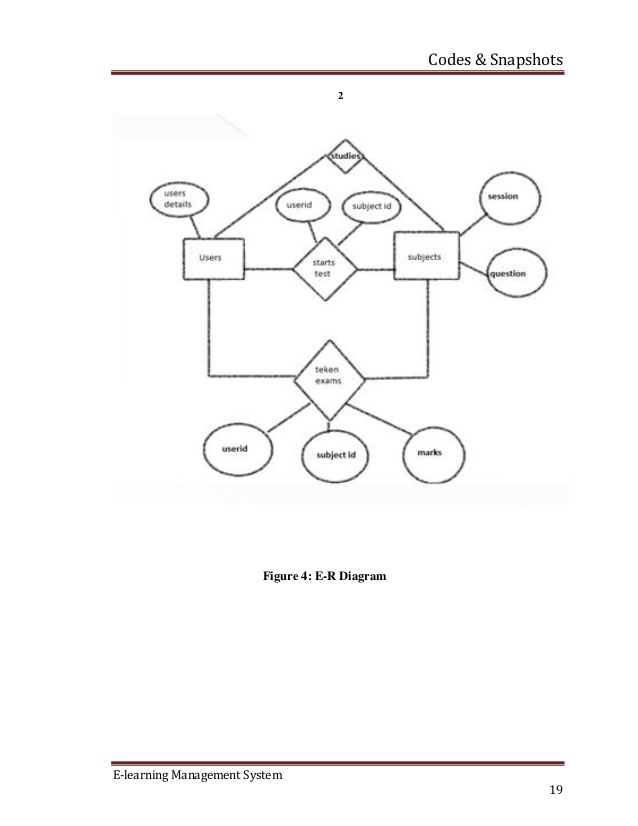 Codes & Snapshots
2
studies
users
details
userid
subject id
session
Users
starts
test
subjects
question
teken
exams
userid
subject id
marks
Figure 4: E-R Diagram
E-learning Management System
19